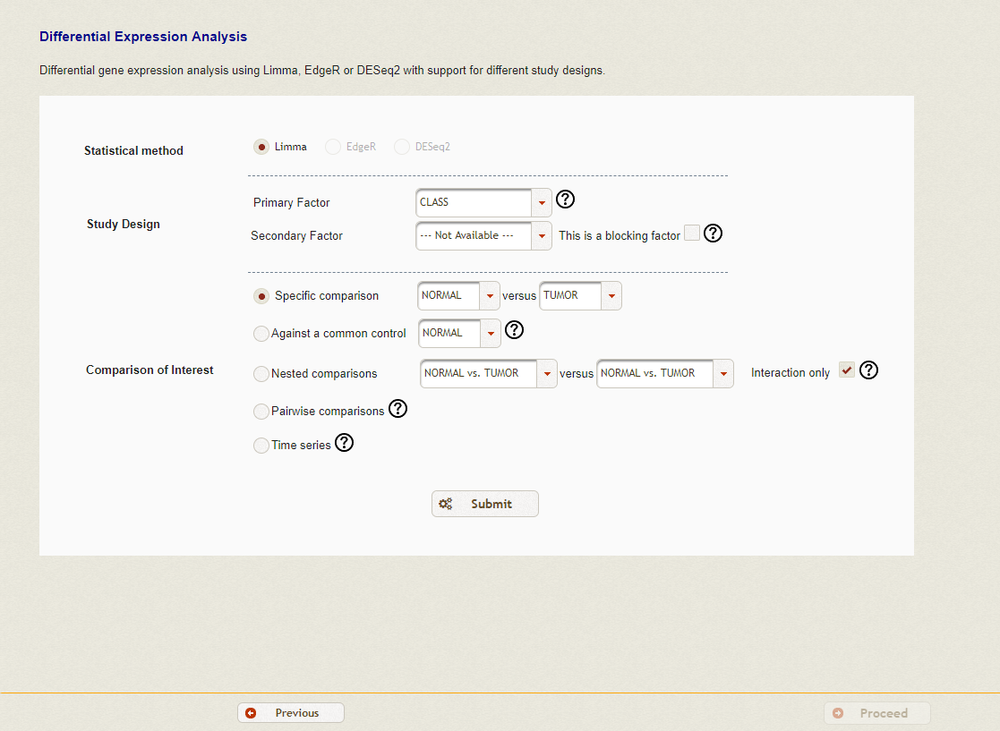 Differential Expression Analysis
Differential gene expression analysis using Limma, EdgeR or DESeq2 with support for different study designs.
Statistical method Limma EdgeR DESeq2
Primary Factor CLASS ?
Study Design
Secondary Factor --- Not Available --- This is a blocking factor ?
Specific comparison NORMAL versus TUMOR
Against a common control NORMAL ?
Comparison of Interest Nested comparisons NORMAL vs. TUMOR versus NORMAL vs. TUMOR Interaction only ?
Pairwise comparisons ?
Time series ?
Submit
Previous Proceed